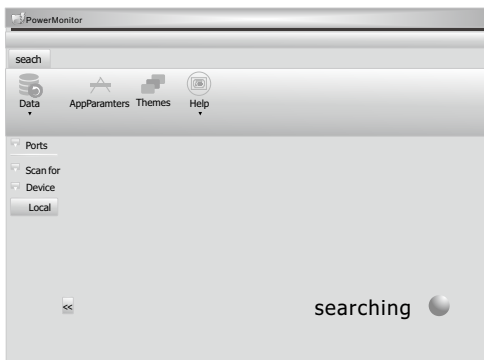 PowerMonitor
seach
Data AppParamters Themes Help
Ports
Scan for
Device
Local
<< searching